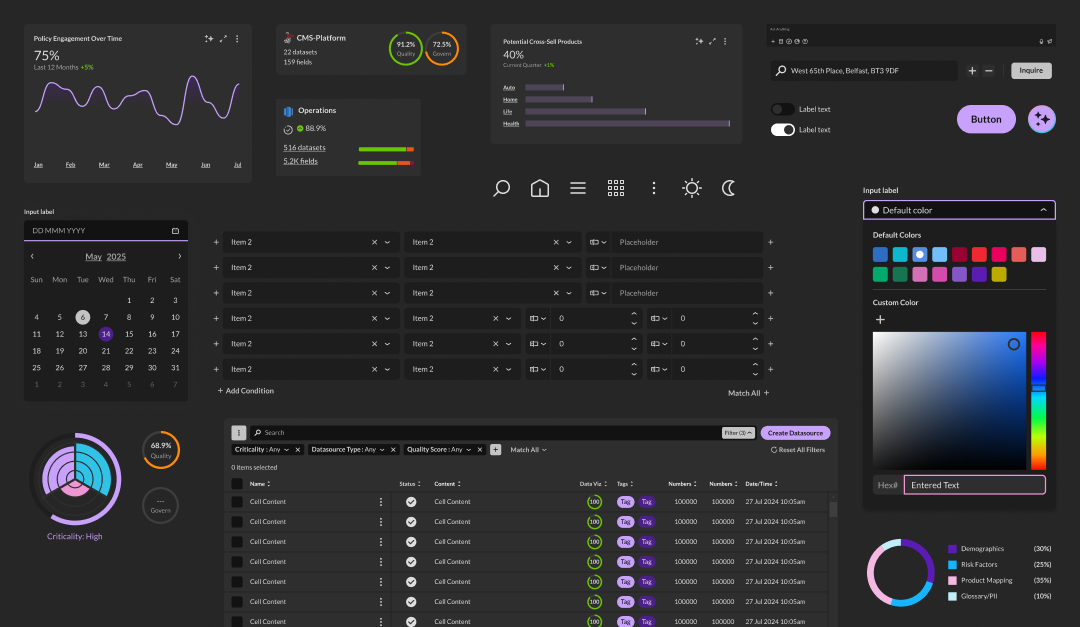 Policy Engagement Over Time
75%
Last 12 Months +5%
Jan Feb Mar Apr May Jun Jul
CMS-Platform
22 datasets
159 fields
91.2%
Quality
72.5%
Govern
Operations
88.9%
516 datasets
5.2K fields
Potential Cross-Sell Products
40%
Current Quarter +1%
Auto
Home
Life
Health
West 65th Place, Belfast, BT3 9DF
Inquire
Label text
Label text
Button
Input label
DD MMM YYYY
May 2025
Sun Mon Tue Wed Thu Fri Sat
1 2 3
4 5 6 7 8 9 10
11 12 13 14 15 16 17
18 19 20 21 22 23 24
25 26 27 28 29 30 31
1 2 3 4 5 6 7
+ Item 2 Item 2 Placeholder +
+ Item 2 Item 2 Placeholder +
+ Item 2 Item 2 Placeholder +
+ Item 2 Item 2 0 0 +
+ Item 2 Item 2 0 0 +
+ Item 2 Item 2 0 0 +
+ Add Condition
Match All +
Input label
Default color
Default Colors
Custom Color
+
Hex# Entered Text
68.9%
Quality
---
Govern
Criticality: High
Search
Filter (3)
Create Datasource
Criticality : Any
Datasource Type : Any
Quality Score : Any
+
Match All
Reset All Filters
0 items selected
Name Status Content Data Viz Tags Numbers Numbers Date/Time
Cell Content Cell Content 100 Tag Tag 100000 100000 27 Jul 2024 10:05am
Cell Content Cell Content 100 Tag Tag 100000 100000 27 Jul 2024 10:05am
Cell Content Cell Content 100 Tag Tag 100000 100000 27 Jul 2024 10:05am
Cell Content Cell Content 100 Tag Tag 100000 100000 27 Jul 2024 10:05am
Cell Content Cell Content 100 Tag Tag 100000 100000 27 Jul 2024 10:05am
Cell Content Cell Content 100 Tag Tag 100000 100000 27 Jul 2024 10:05am
Cell Content Cell Content 100 Tag Tag 100000 100000 27 Jul 2024 10:05am
Demographics (30%)
Risk Factors (25%)
Product Mapping (35%)
Glossary/PII (10%)